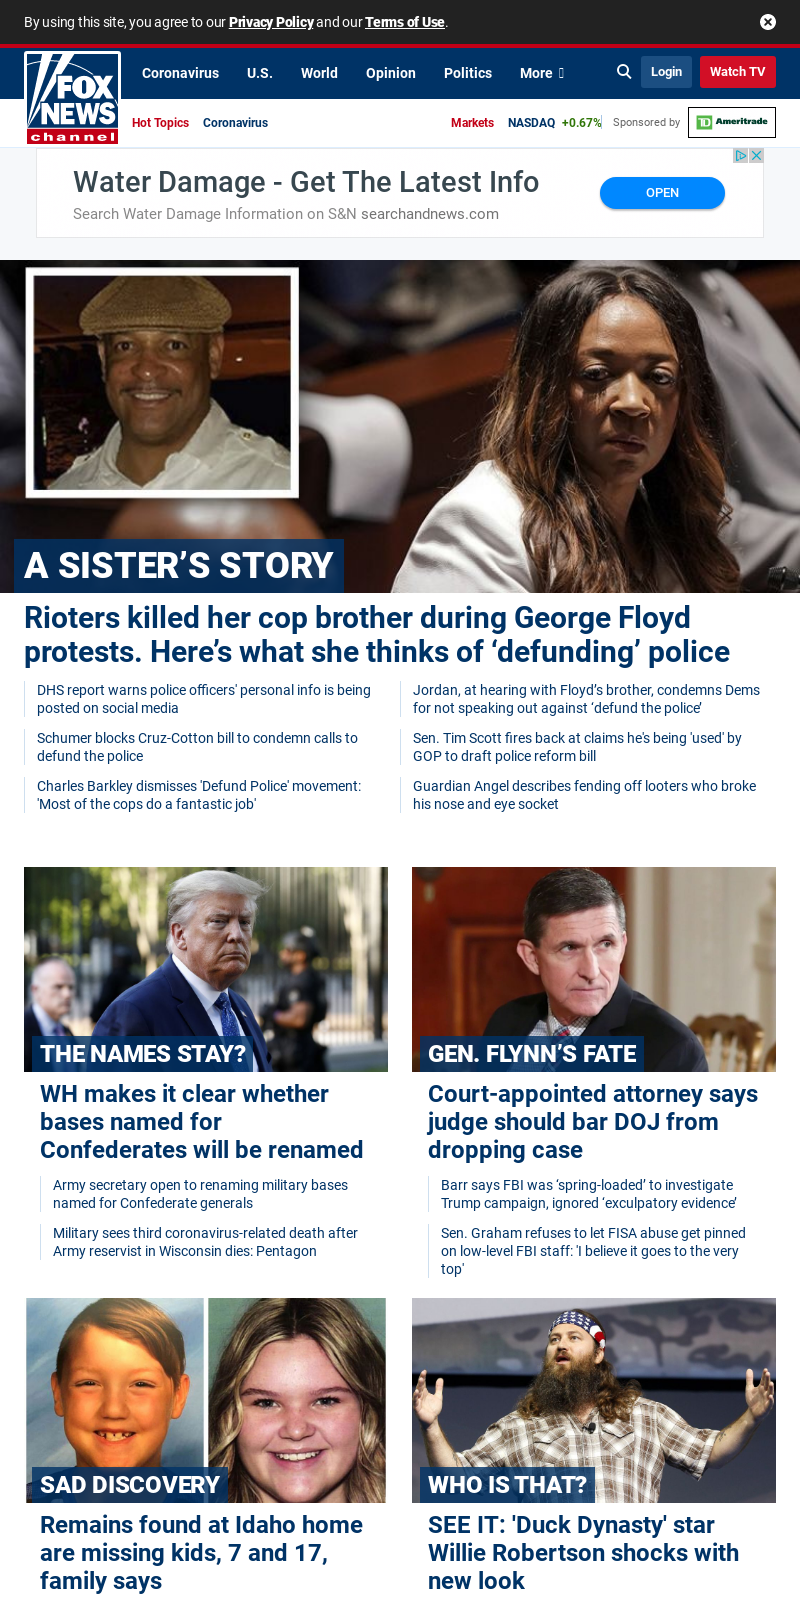 By using this site, you agree to our Privacy Policy and our Terms of Use.
FOX
NEWS
channel
Coronavirus U.S. World Opinion Politics More
Login
Watch TV
Hot Topics Coronavirus
Markets NASDAQ +0.67% Sponsored by TD Ameritrade
Water Damage - Get The Latest Info
Search Water Damage Information on S&N searchandnews.com
OPEN
A SISTER’S STORY
Rioters killed her cop brother during George Floyd
protests. Here’s what she thinks of ‘defunding’ police
DHS report warns police officers' personal info is being
posted on social media
Jordan, at hearing with Floyd’s brother, condemns Dems
for not speaking out against ‘defund the police’
Schumer blocks Cruz-Cotton bill to condemn calls to
defund the police
Sen. Tim Scott fires back at claims he's being 'used' by
GOP to draft police reform bill
Charles Barkley dismisses 'Defund Police' movement:
'Most of the cops do a fantastic job'
Guardian Angel describes fending off looters who broke
his nose and eye socket
THE NAMES STAY?
WH makes it clear whether
bases named for
Confederates will be renamed
Army secretary open to renaming military bases
named for Confederate generals
Military sees third coronavirus-related death after
Army reservist in Wisconsin dies: Pentagon
GEN. FLYNN’S FATE
Court-appointed attorney says
judge should bar DOJ from
dropping case
Barr says FBI was ‘spring-loaded’ to investigate
Trump campaign, ignored ‘exculpatory evidence’
Sen. Graham refuses to let FISA abuse get pinned
on low-level FBI staff: 'I believe it goes to the very
top'
SAD DISCOVERY
Remains found at Idaho home
are missing kids, 7 and 17,
family says
WHO IS THAT?
SEE IT: 'Duck Dynasty' star
Willie Robertson shocks with
new look